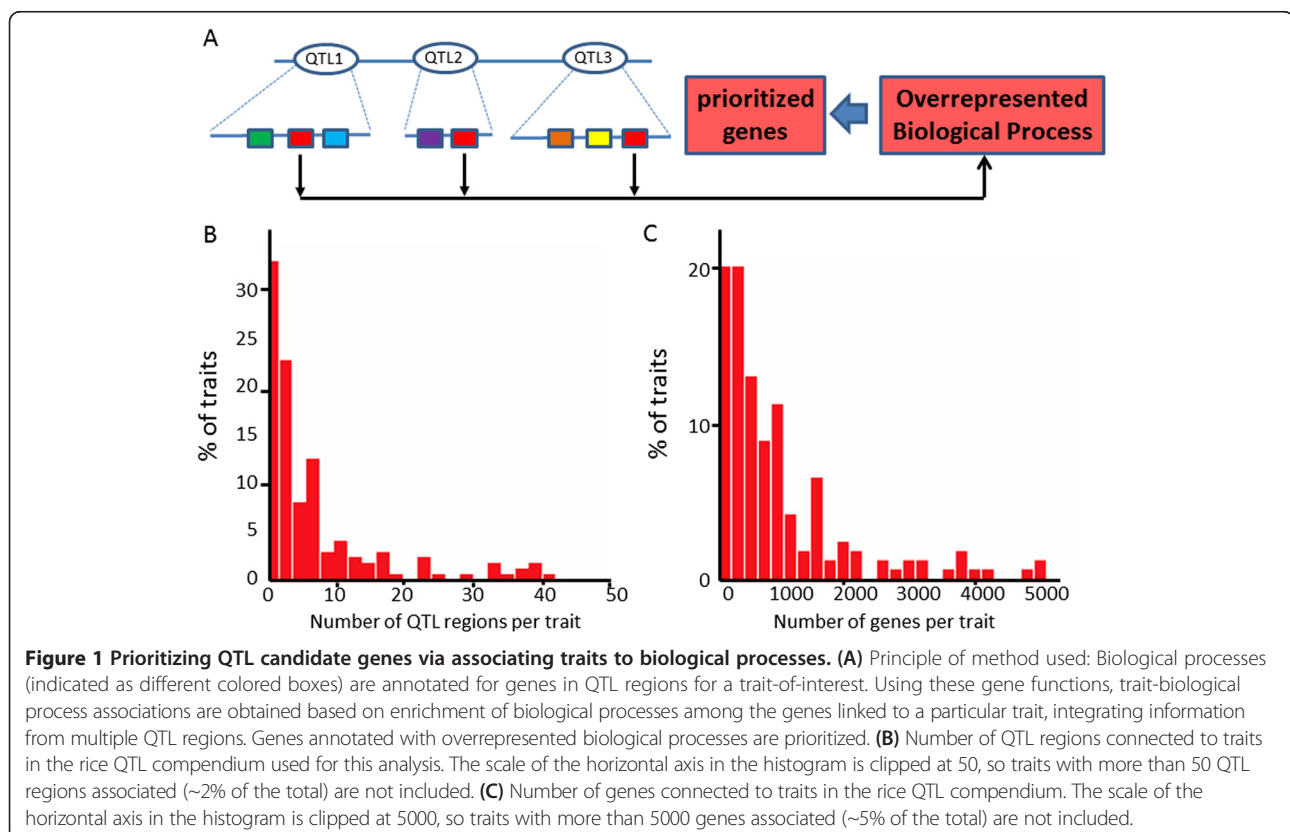 A
QTL1 QTL2 QTL3
prioritized
genes
Overrepresented
Biological Process
B
% of traits
30
25
20
15
10
5
0
0 10 20 30 40 50
Number of QTL regions per trait
C
% of traits
20
10
0
0 1000 2000 3000 4000 5000
Number of genes per trait
Figure 1 Prioritizing QTL candidate genes via associating traits to biological processes. (A) Principle of method used: Biological processes
(indicated as different colored boxes) are annotated for genes in QTL regions for a trait-of-interest. Using these gene functions, trait-biological
process associations are obtained based on enrichment of biological processes among the genes linked to a particular trait, integrating information
from multiple QTL regions. Genes annotated with overrepresented biological processes are prioritized. (B) Number of QTL regions connected to traits
in the rice QTL compendium used for this analysis. The scale of the horizontal axis in the histogram is clipped at 50, so traits with more than 50 QTL
regions associated (~2% of the total) are not included. (C) Number of genes connected to traits in the rice QTL compendium. The scale of the
horizontal axis in the histogram is clipped at 5000, so traits with more than 5000 genes associated (~5% of the total) are not included.